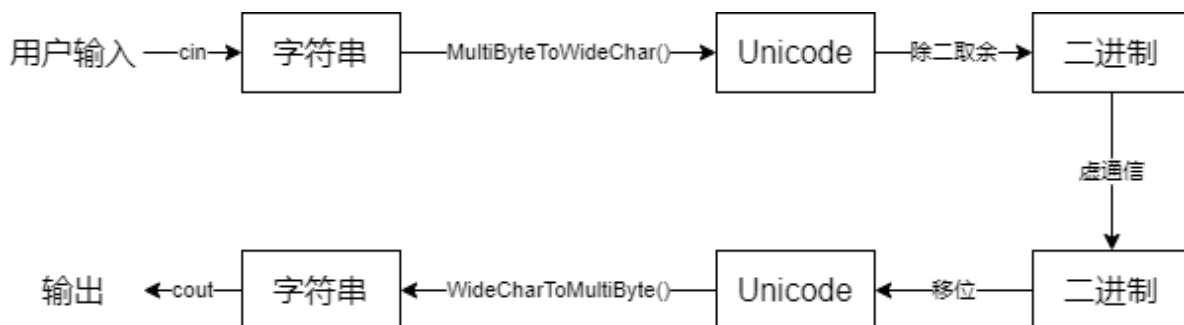 用户输入 cin 字符串 MultiByteToWideChar() Unicode 除二取余 二进制
虚通信
输出 cout 字符串 WideCharToMultiByte() Unicode 移位 二进制